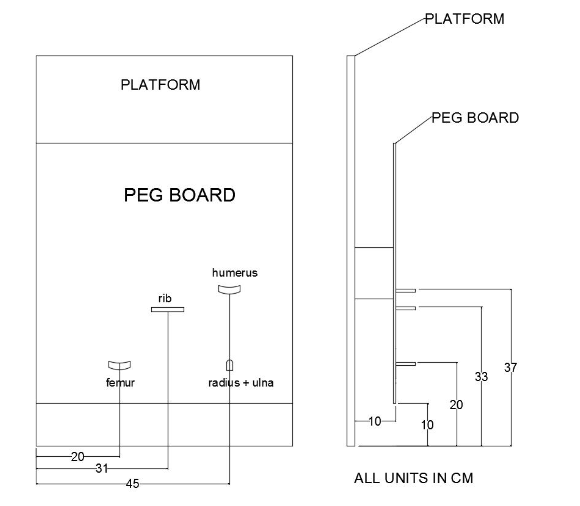 PLATFORM
PLATFORM
PEG BOARD
PEG BOARD
humerus
rib
femur
radius + ulna
37
33
20
10
10
20
31
45
ALL UNITS IN CM